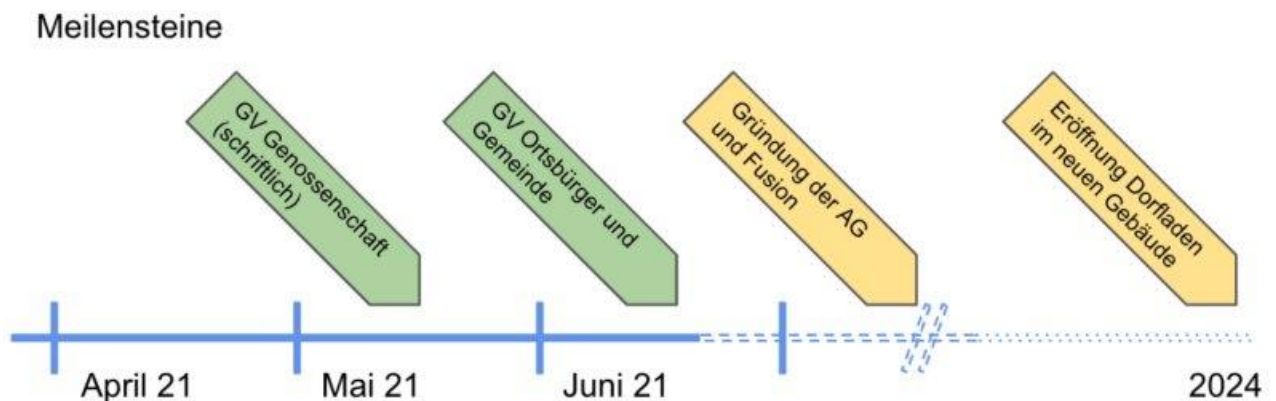 Meilensteine
GV Genossenschaft
(schriftlich)
GV Ortsbürger und
Gemeinde
Gründung der AG
und Fusion
Eröffnung Dorfladen
im neuen Gebäude
April 21
Mai 21
Juni 21
2024